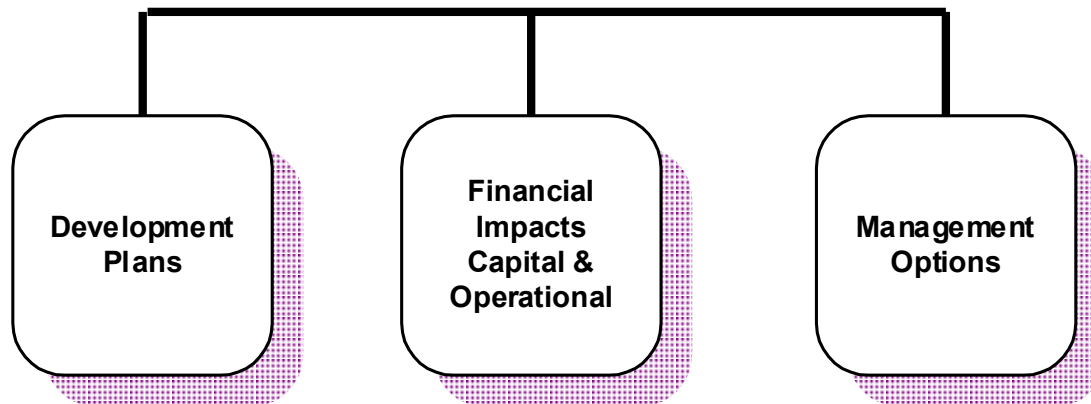 Development
Plans
Financial
Impacts
Capital &
Operational
Management
Options